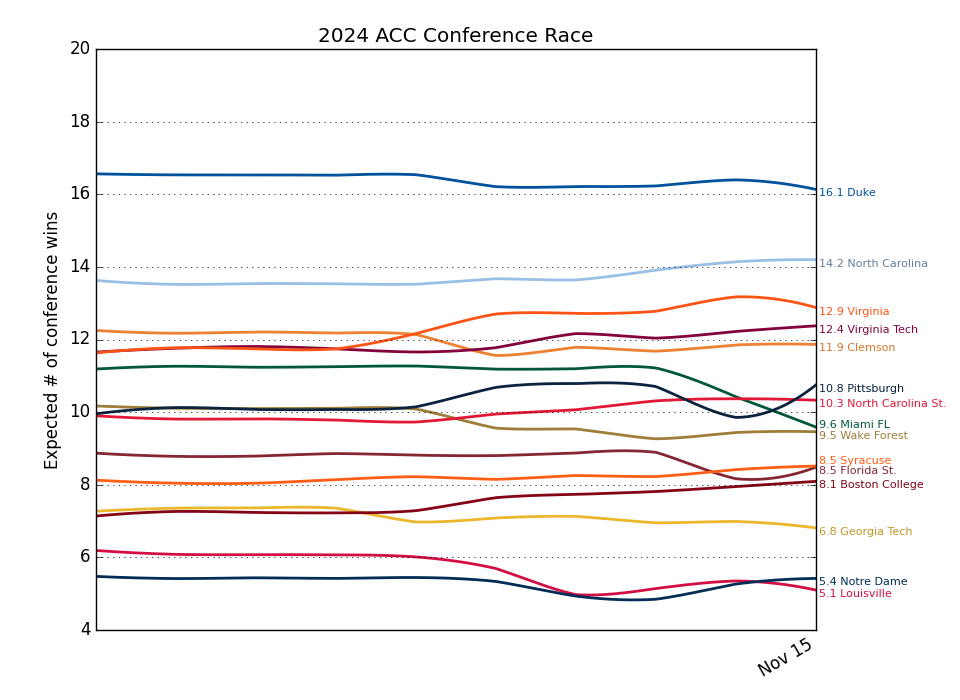 2024 ACC Conference Race
20
18
16
14
12
10
8
6
4
Expected # of conference wins
16.1 Duke
14.2 North Carolina
12.9 Virginia
12.4 Virginia Tech
11.9 Clemson
10.8 Pittsburgh
10.3 North Carolina St.
9.6 Miami FL
9.5 Wake Forest
8.5 Syracuse
8.5 Florida St.
8.1 Boston College
6.8 Georgia Tech
5.4 Notre Dame
5.1 Louisville
Nov 15